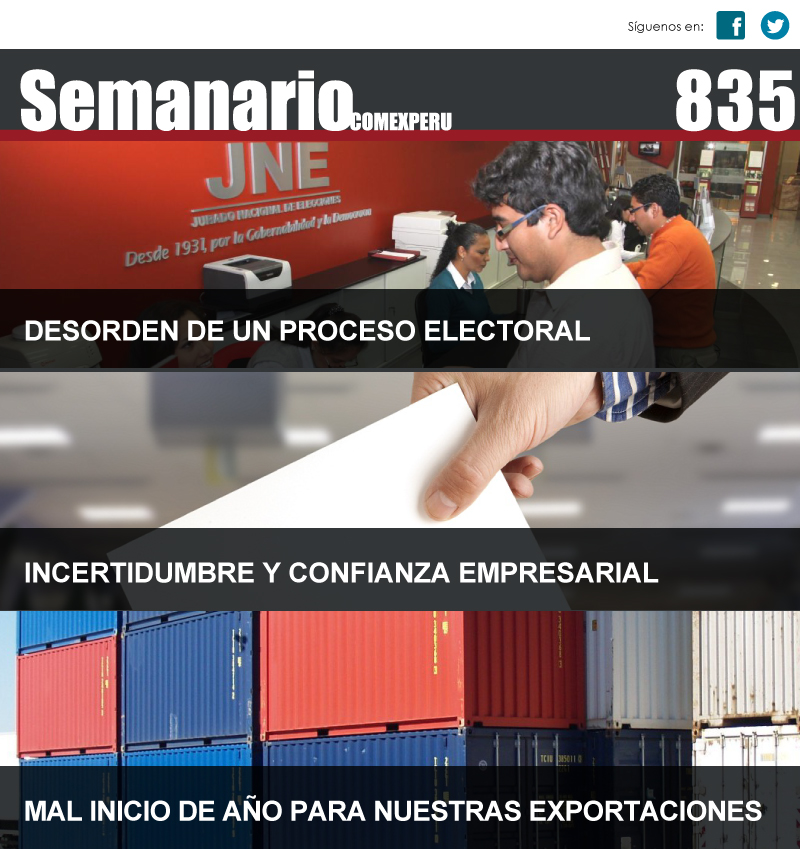 Síguenos en:
Semanario COMEXPERU 835
JNE
JURADO NACIONAL DE ELECCIONES
Desde 1931, por la Gobernabilidad y la Democracia
DESORDEN DE UN PROCESO ELECTORAL
INCERTIDUMBRE Y CONFIANZA EMPRESARIAL
MAL INICIO DE AÑO PARA NUESTRAS EXPORTACIONES